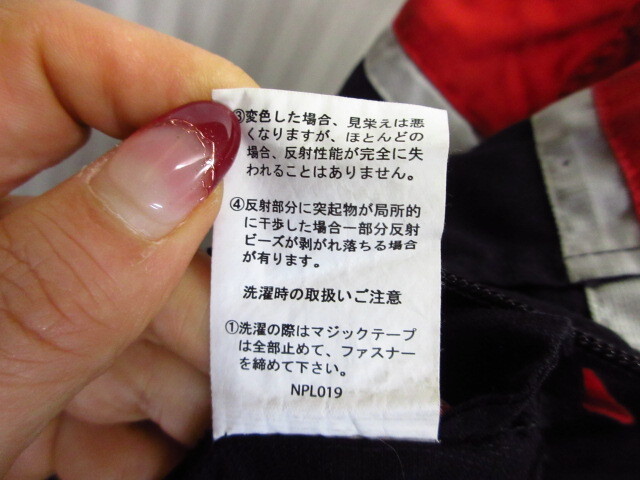 ③変色した場合、見栄えは悪
くなりますが、ほとんどの
場合、反射性能が完全に失
われることはありません。
④反射部分に突起物が局所的
に干歩した場合一部分反射
ビーズが剥がれ落ちる場合
が有ります。
洗濯時の取扱いご注意
①洗濯の際はマジックテープ
は全部止めて、ファスナー
を締めて下さい。
NPL019